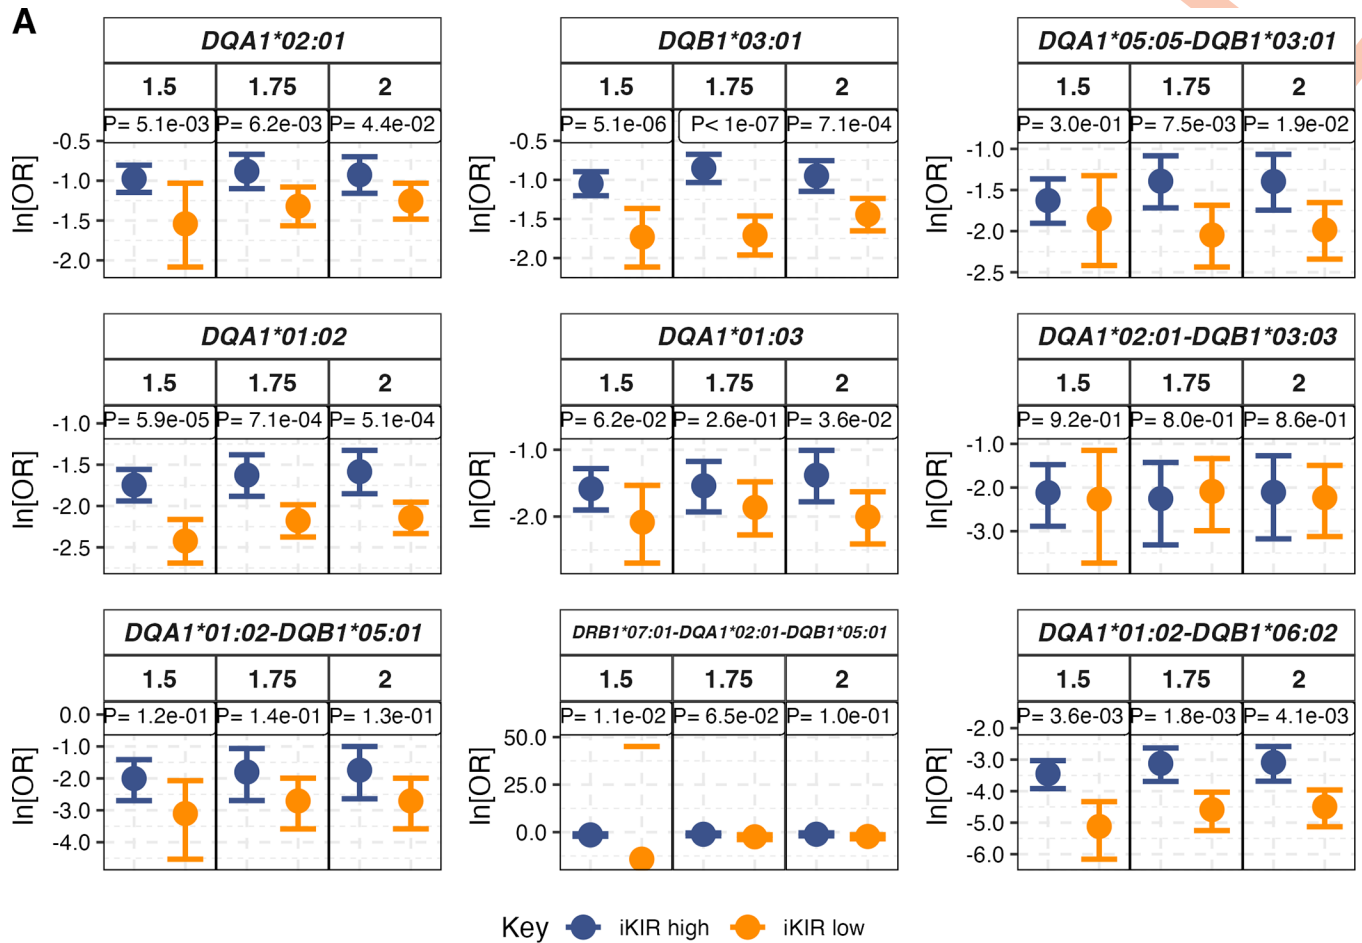 A
DQA1*02:01
1.5 1.75 2
P= 5.1e-03 P= 6.2e-03 P= 4.4e-02
-0.5
-1.0
-1.5
-2.0
ln[OR]
DQB1*03:01
1.5 1.75 2
P= 5.1e-06 P< 1e-07 P= 7.1e-04
-0.5
-1.0
-1.5
-2.0
ln[OR]
DQA1*05:05-DQB1*03:01
1.5 1.75 2
P= 3.0e-01 P= 7.5e-03 P= 1.9e-02
-1.0
-1.5
-2.0
-2.5
ln[OR]
DQA1*01:02
1.5 1.75 2
P= 5.9e-05 P= 7.1e-04 P= 5.1e-04
-1.0
-1.5
-2.0
-2.5
ln[OR]
DQA1*01:03
1.5 1.75 2
P= 6.2e-02 P= 2.6e-01 P= 3.6e-02
-1.0
-2.0
ln[OR]
DQA1*02:01-DQB1*03:03
1.5 1.75 2
P= 9.2e-01 P= 8.0e-01 P= 8.6e-01
-1.0
-2.0
-3.0
ln[OR]
DQA1*01:02-DQB1*05:01
1.5 1.75 2
P= 1.2e-01 P= 1.4e-01 P= 1.3e-01
0.0
-1.0
-2.0
-3.0
-4.0
ln[OR]
DRB1*07:01-DQA1*02:01-DQB1*05:01
1.5 1.75 2
P= 1.1e-02 P= 6.5e-02 P= 1.0e-01
50.0
25.0
0.0
ln[OR]
DQA1*01:02-DQB1*06:02
1.5 1.75 2
P= 3.6e-03 P= 1.8e-03 P= 4.1e-03
-2.0
-3.0
-4.0
-5.0
-6.0
ln[OR]
Key iKIR high iKIR low